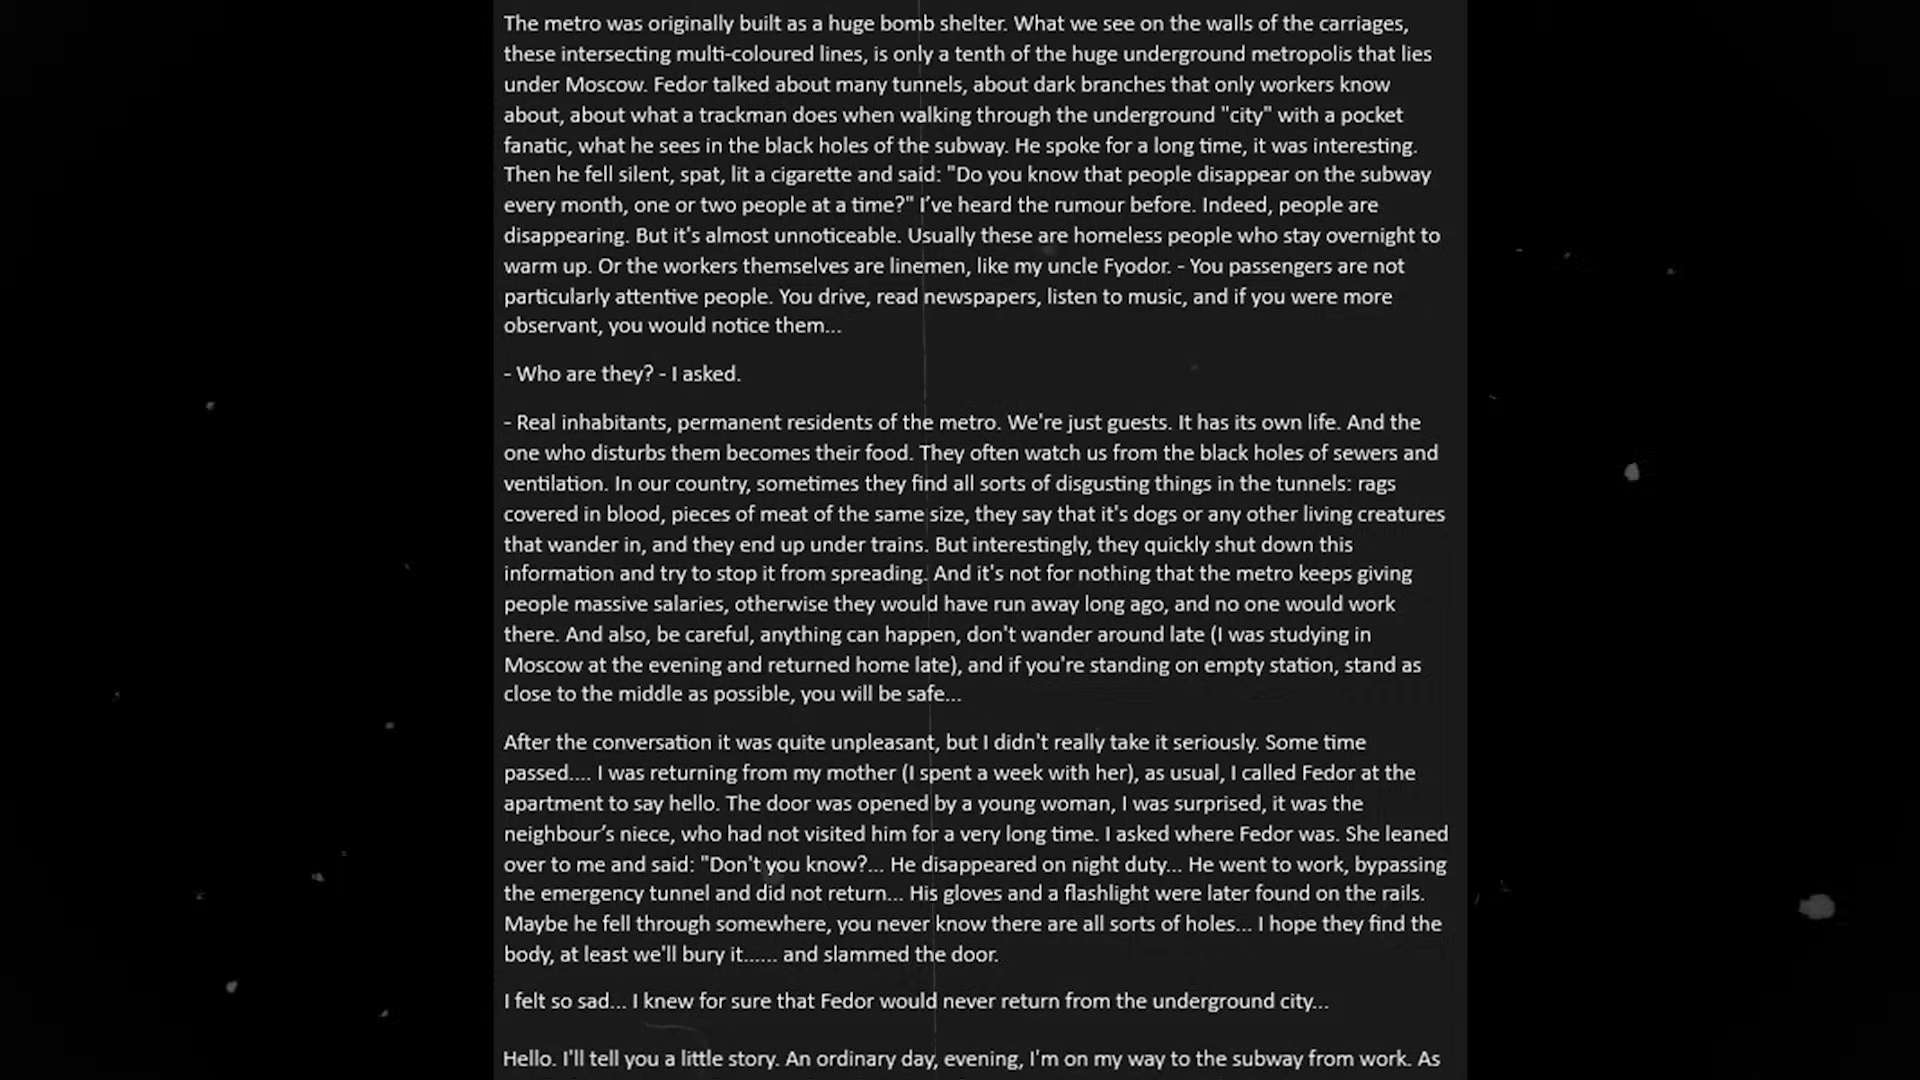 The metro was originally built as a huge bomb shelter. What we see on the walls of the carriages,
these intersecting multi-coloured lines, is only a tenth of the huge underground metropolis that lies
under Moscow. Fedor talked about many tunnels, about dark branches that only workers know
about, about what a trackman does when walking through the underground "city" with a pocket
fanatic, what he sees in the black holes of the subway. He spoke for a long time, it was interesting.
Then he fell silent, spat, lit a cigarette and said: "Do you know that people disappear on the subway
every month, one or two people at a time?" I’ve heard the rumour before. Indeed, people are
disappearing. But it's almost unnoticeable. Usually these are homeless people who stay overnight to
warm up. Or the workers themselves are linemen, like my uncle Fyodor. - You passengers are not
particularly attentive people. You drive, read newspapers, listen to music, and if you were more
observant, you would notice them...
- Who are they? - I asked.
- Real inhabitants, permanent residents of the metro. We're just guests. It has its own life. And the
one who disturbs them becomes their food. They often watch us from the black holes of sewers and
ventilation. In our country, sometimes they find all sorts of disgusting things in the tunnels: rags
covered in blood, pieces of meat of the same size, they say that it's dogs or any other living creatures
that wander in, and they end up under trains. But interestingly, they quickly shut down this
information and try to stop it from spreading. And it's not for nothing that the metro keeps giving
people massive salaries, otherwise they would have run away long ago, and no one would work
there. And also, be careful, anything can happen, don't wander around late (I was studying in
Moscow at the evening and returned home late), and if you're standing on empty station, stand as
close to the middle as possible, you will be safe...
After the conversation it was quite unpleasant, but I didn't really take it seriously. Some time
passed.... I was returning from my mother (I spent a week with her), as usual, I called Fedor at the
apartment to say hello. The door was opened by a young woman, I was surprised, it was the
neighbour’s niece, who had not visited him for a very long time. I asked where Fedor was. She leaned
over to me and said: "Don't you know?... He disappeared on night duty... He went to work, bypassing
the emergency tunnel and did not return... His gloves and a flashlight were later found on the rails.
Maybe he fell through somewhere, you never know there are all sorts of holes... I hope they find the
body, at least we'll bury it...... and slammed the door.
I felt so sad... I knew for sure that Fedor would never return from the underground city...
Hello. I'll tell you a little story. An ordinary day, evening, I'm on my way to the subway from work. As